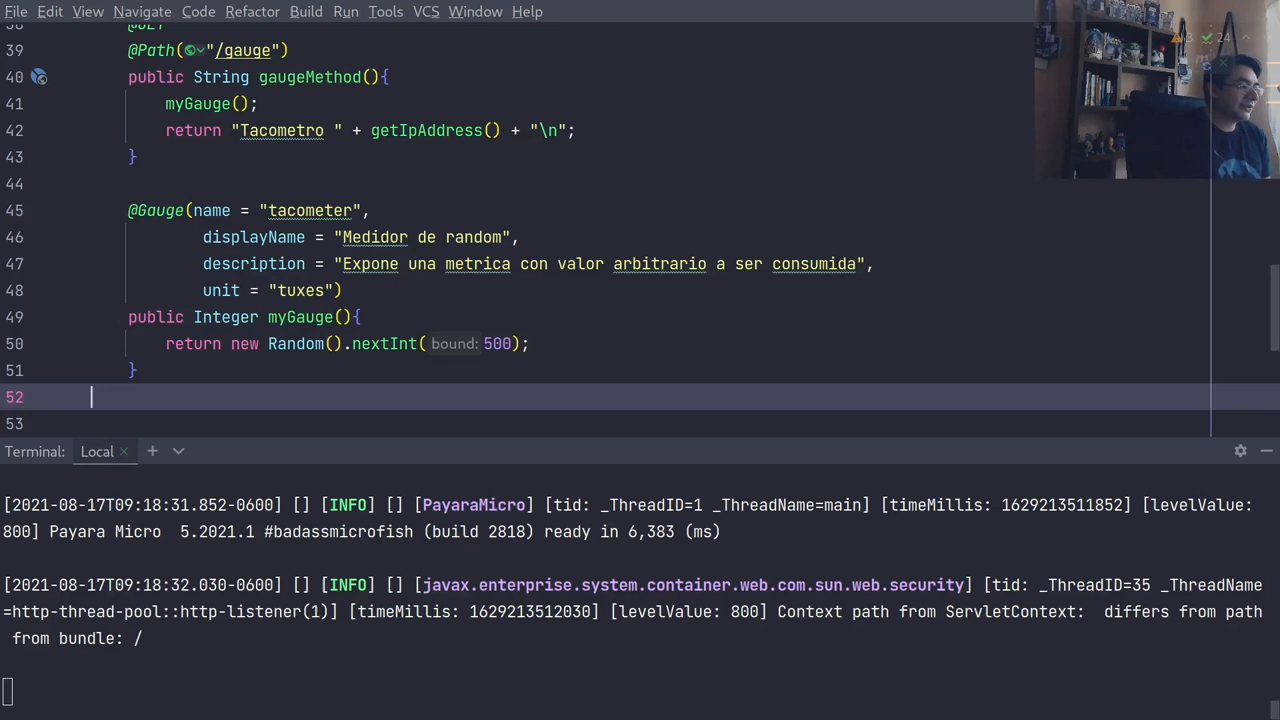 File Edit View Navigate Code Refactor Build Run Tools VCS Window Help
3 24
39 @Path("/gauge")
40 public String gaugeMethod(){
41 myGauge();
42 return "Tacometro " + getIpAddress() + "\n";
43 }
44
45 @Gauge(name = "tacometer",
46 displayName = "Medidor de random",
47 description = "Expone una metrica con valor arbitrario a ser consumida",
48 unit = "tuxes")
49 public Integer myGauge(){
50 return new Random().nextInt( bound: 500);
51 }
52
53
Terminal: Local
[2021-08-17T09:18:31.852-0600] [] [INFO] [] [PayaraMicro] [tid: _ThreadID=1 _ThreadName=main] [timeMillis: 1629213511852] [levelValue:
800] Payara Micro  5.2021.1 #badassmicrofish (build 2818) ready in 6,383 (ms)
[2021-08-17T09:18:32.030-0600] [] [INFO] [] [javax.enterprise.system.container.web.com.sun.web.security] [tid: _ThreadID=35 _ThreadName
=http-thread-pool::http-listener(1)] [timeMillis: 1629213512030] [levelValue: 800] Context path from ServletContext:  differs from path
from bundle: /